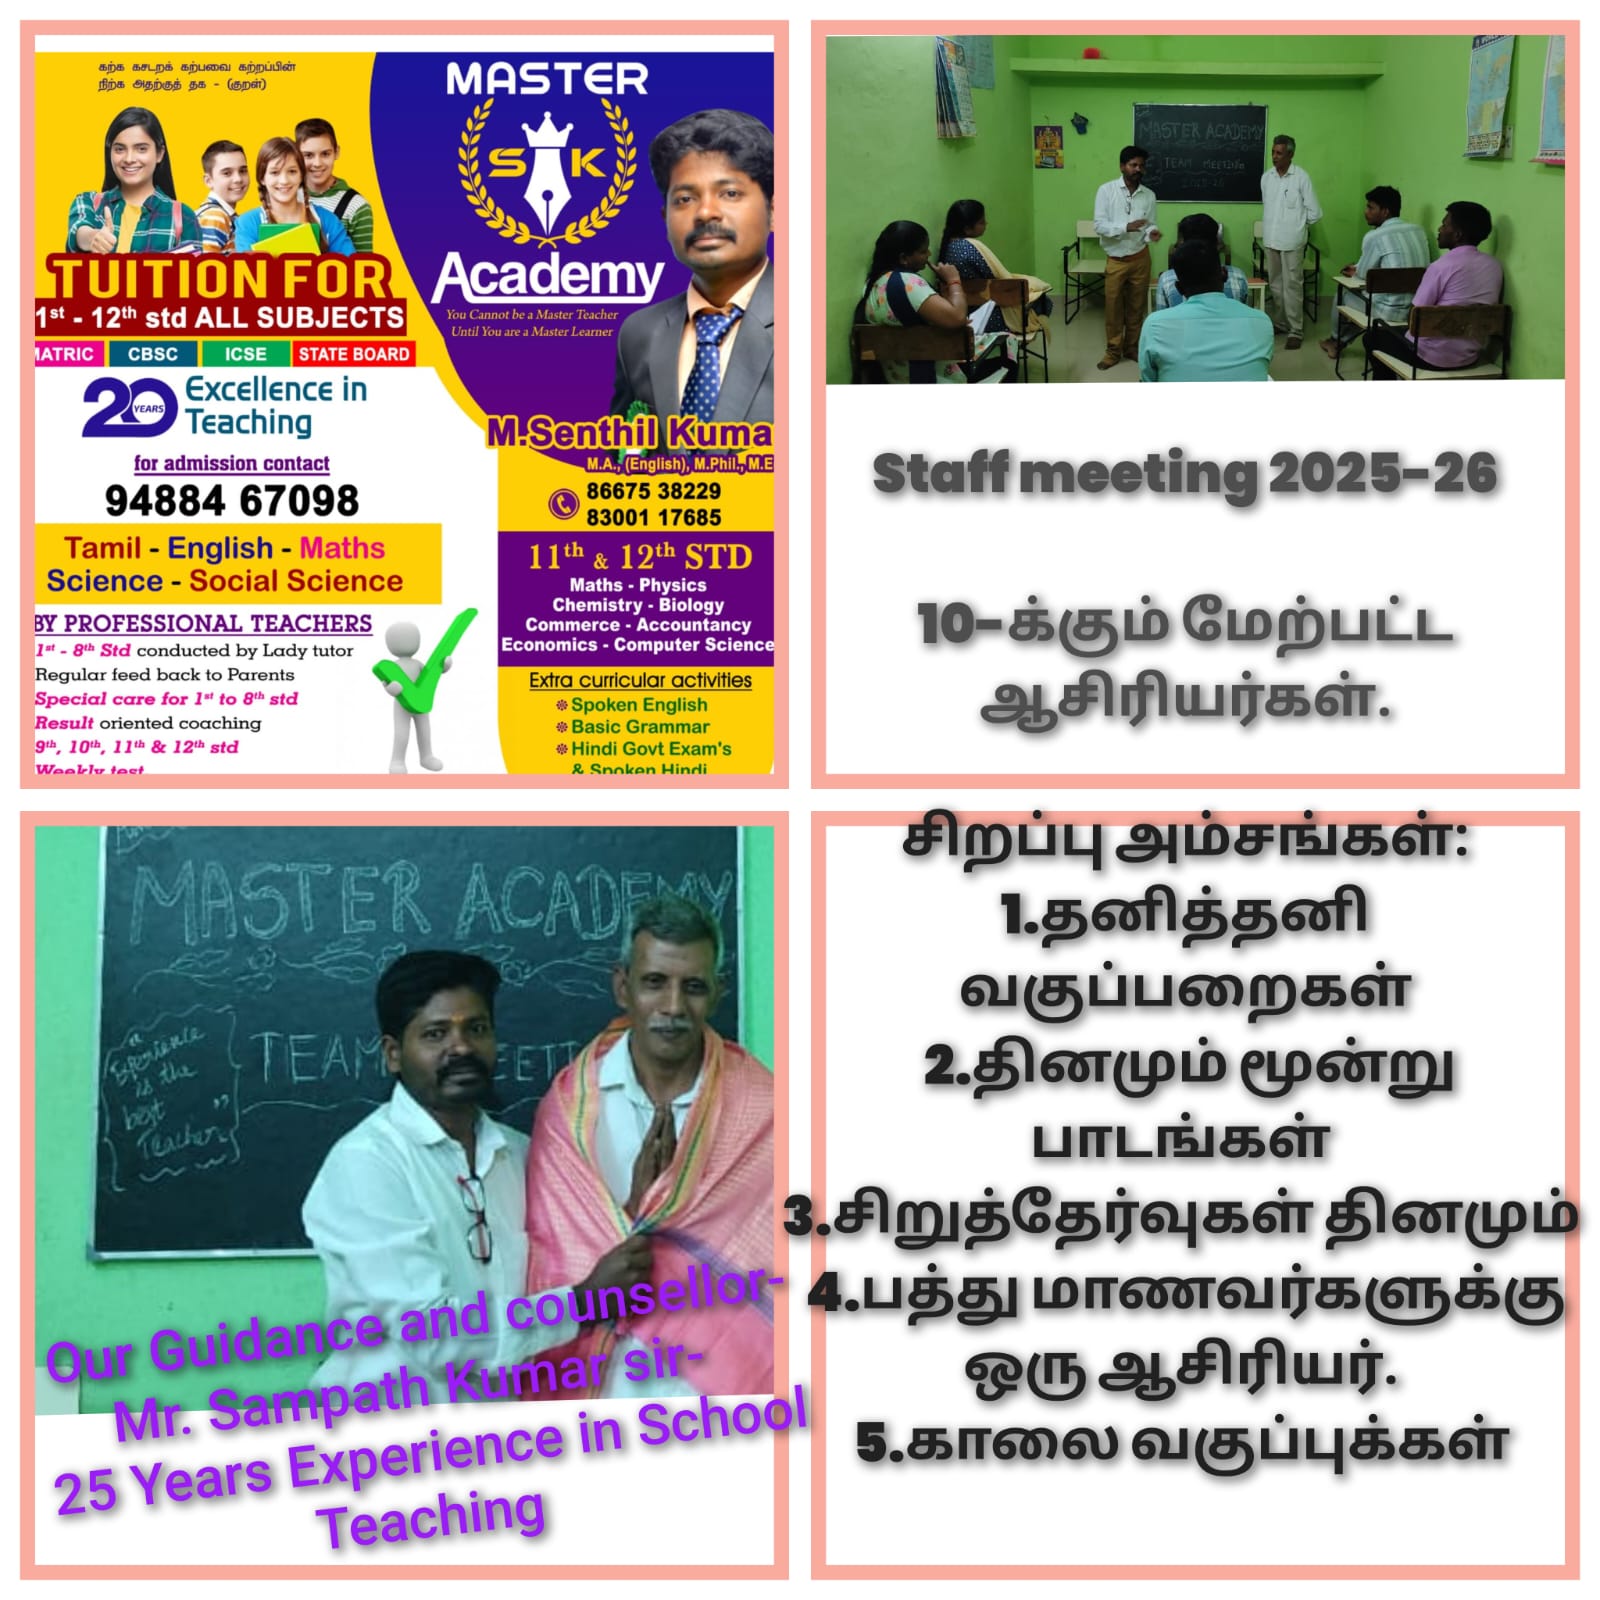 கற்க கசடறக் கற்பவை கற்றப்பின்
நிற்க அதற்குத் தக - (குறள்)
TUITION FOR
1st - 12th std ALL SUBJECTS
MATRIC CBSC ICSE STATE BOARD
20 YEARS Excellence in
Teaching
for admission contact
94884 67098
Tamil - English - Maths
Science - Social Science
BY PROFESSIONAL TEACHERS
1st - 8th Std conducted by Lady tutor
Regular feed back to Parents
Special care for 1st to 8th std
Result oriented coaching
9th, 10th, 11th & 12th std
Weekly test
MASTER
S K
Academy
You Cannot be a Master Teacher
Until You are a Master Learner
M.Senthil Kuma
M.A., (English), M.Phil., M.E
86675 38229
83001 17685
11th & 12th STD
Maths - Physics
Chemistry - Biology
Commerce - Accountancy
Economics - Computer Science
Extra curricular activities
Spoken English
Basic Grammar
Hindi Govt Exam's
& Spoken Hindi
MASTER ACADEMY
TEAM MEETING
2025-26
Staff meeting 2025-26
10-க்கும் மேற்பட்ட
ஆசிரியர்கள்.
MASTER ACADEMY
TEAM MEETI
"Experience
is the
best
Teacher"
Our Guidance and counsellor-
Mr. Sampath Kumar sir-
25 Years Experience in School
Teaching
சிறப்பு அம்சங்கள்:
1.தனித்தனி
வகுப்பறைகள்
2.தினமும் மூன்று
பாடங்கள்
3.சிறுத்தேர்வுகள் தினமும்
4.பத்து மாணவர்களுக்கு
ஒரு ஆசிரியர்.
5.காலை வகுப்புக்கள்